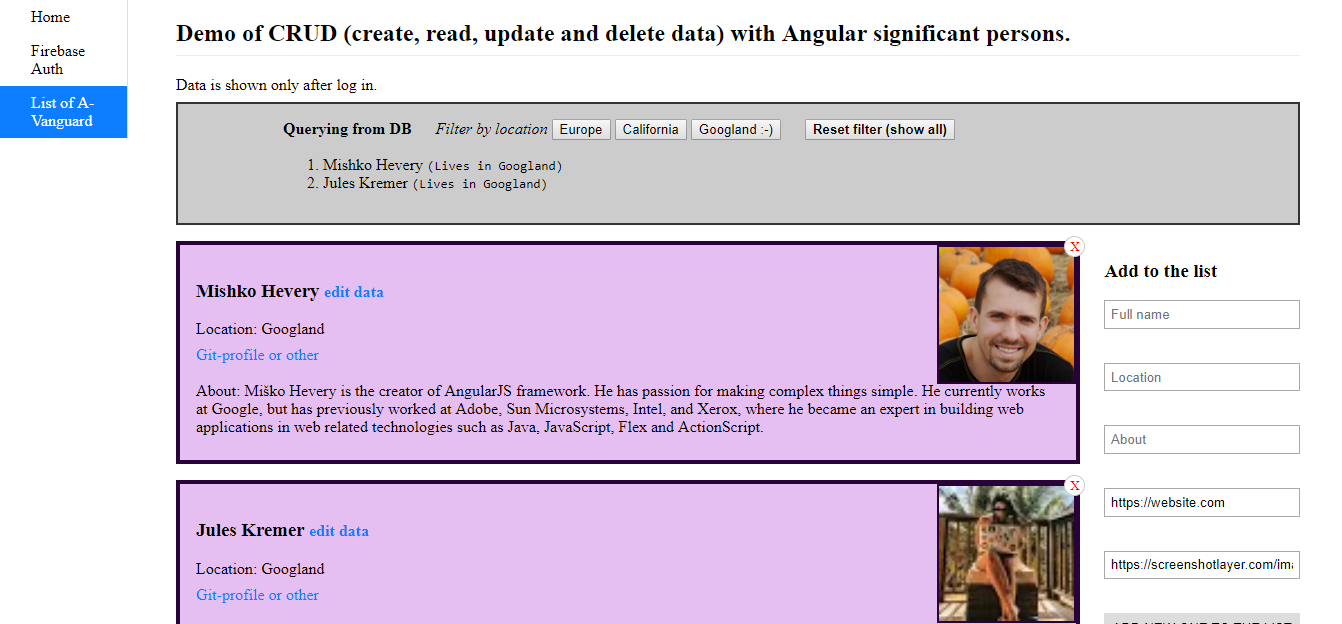 Home
Firebase
Auth
List of A-
Vanguard
Demo of CRUD (create, read, update and delete data) with Angular significant persons.
Data is shown only after log in.
Querying from DB Filter by location Europe California Googland :-) Reset filter (show all)
1. Mishko Hevery (Lives in Googland)
2. Jules Kremer (Lives in Googland)
X
Mishko Hevery edit data
Location: Googland
Git-profile or other
About: Miško Hevery is the creator of AngularJS framework. He has passion for making complex things simple. He currently works
at Google, but has previously worked at Adobe, Sun Microsystems, Intel, and Xerox, where he became an expert in building web
applications in web related technologies such as Java, JavaScript, Flex and ActionScript.
X
Jules Kremer edit data
Location: Googland
Git-profile or other
Add to the list
Full name
Location
About
https://website.com
https://screenshotlayer.com/ima
ADD NEW ONE TO THE LIST